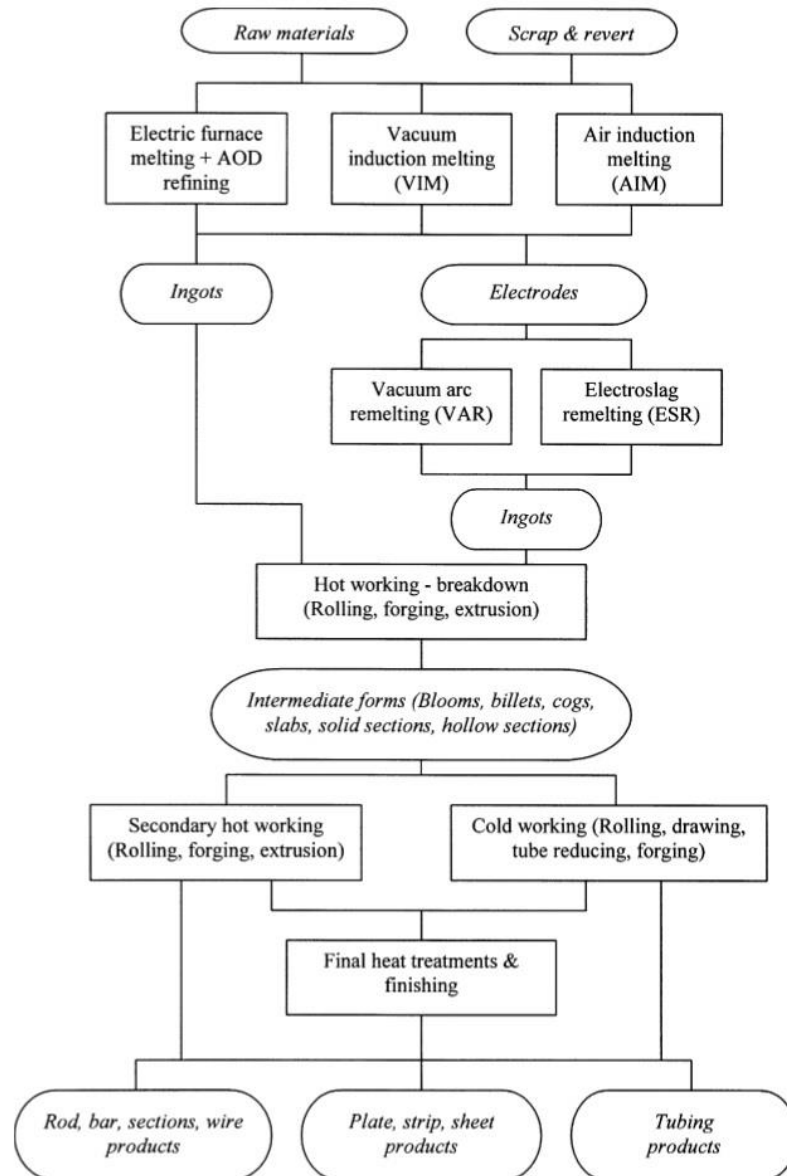 Raw materials
Scrap & revert
Electric furnace
melting + AOD
refining
Vacuum
induction melting
(VIM)
Air induction
melting
(AIM)
Ingots
Electrodes
Vacuum arc
remelting (VAR)
Electroslag
remelting (ESR)
Ingots
Hot working - breakdown
(Rolling, forging, extrusion)
Intermediate forms (Blooms, billets, cogs,
slabs, solid sections, hollow sections)
Secondary hot working
(Rolling, forging, extrusion)
Cold working (Rolling, drawing,
tube reducing, forging)
Final heat treatments &
finishing
Rod, bar, sections, wire
products
Plate, strip, sheet
products
Tubing
products